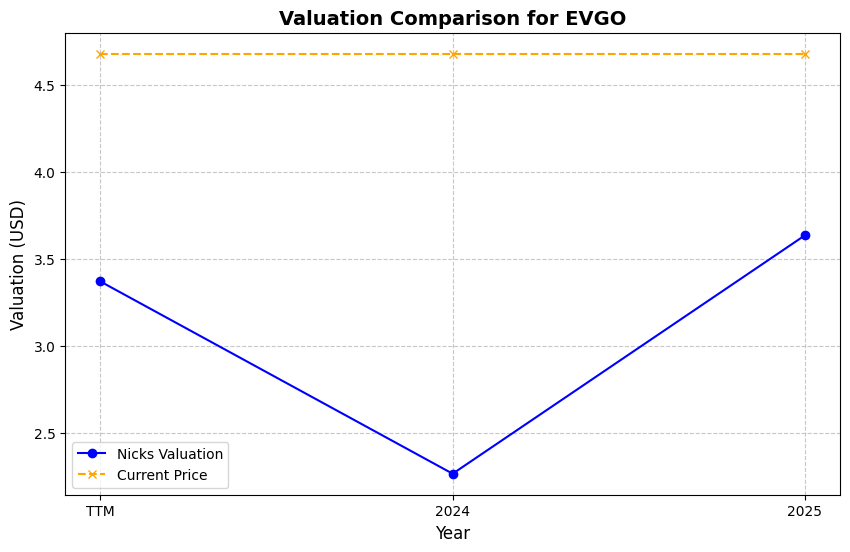 Valuation Comparison for EVGO
Valuation (USD)
4.5
4.0
3.5
3.0
2.5
Nicks Valuation
Current Price
TTM
2024
2025
Year